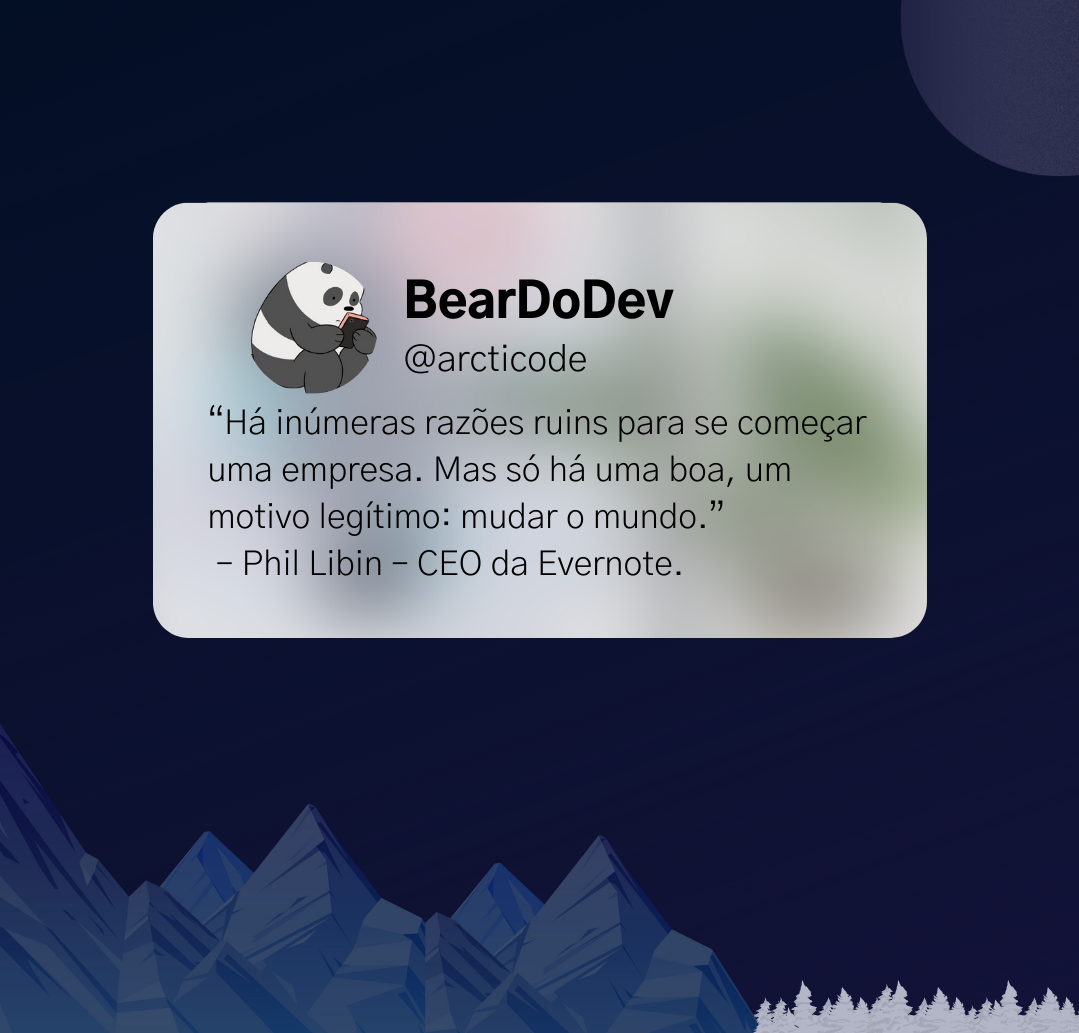 BearDoDev
@arcticode
“Há inúmeras razões ruins para se começar
uma empresa. Mas só há uma boa, um
motivo legítimo: mudar o mundo.”
– Phil Libin – CEO da Evernote.